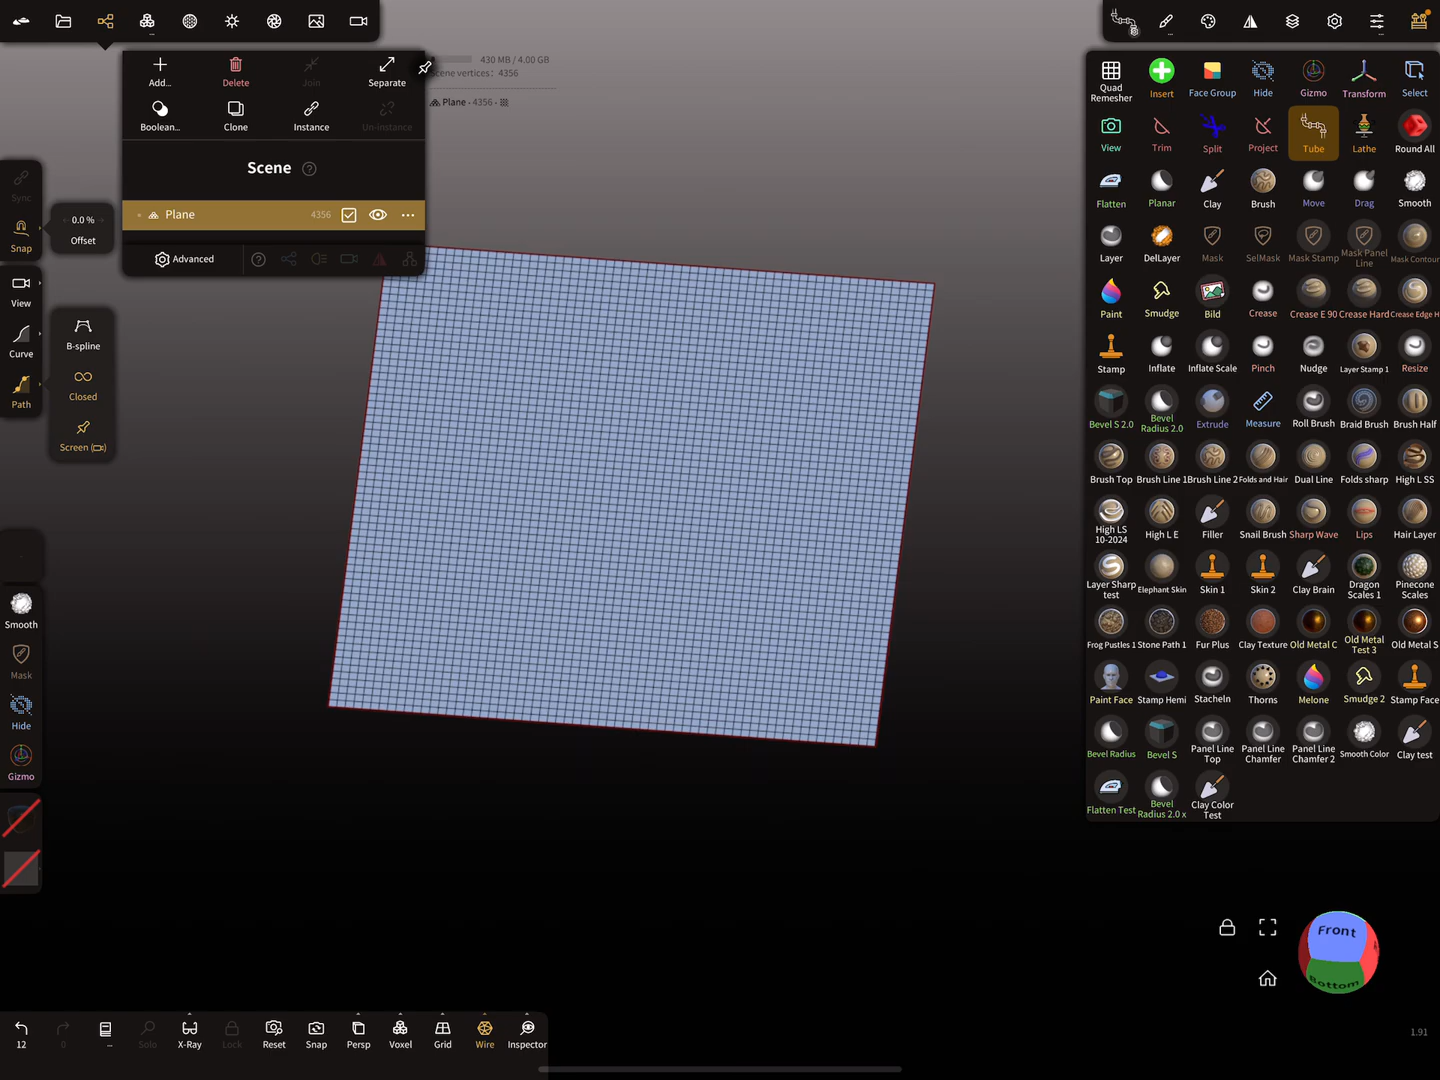 430 MB / 4.00 GB
Scene vertices: 4356
Plane - 4356 -
Add...
Delete
Join
Separate
Boolean...
Clone
Instance
Un-instance
Scene
Plane
4356
Advanced
Sync
Snap
0.0 %
Offset
View
Curve
Path
B-spline
Closed
Screen
Smooth
Mask
Hide
Gizmo
Quad Remesher
Insert
Face Group
Hide
Gizmo
Transform
Select
View
Trim
Split
Project
Tube
Lathe
Round All
Flatten
Planar
Clay
Brush
Move
Drag
Smooth
Layer
DelLayer
Mask
SelMask
Mask Stamp
Mask Panel Line
Mask Contour
Paint
Smudge
Bild
Crease
Crease E 90
Crease Hard
Crease Edge H
Stamp
Inflate
Inflate Scale
Pinch
Nudge
Layer Stamp 1
Resize
Bevel S 2.0
Bevel Radius 2.0
Extrude
Measure
Roll Brush
Braid Brush
Brush Half
Brush Top
Brush Line 1
Brush Line 2
Folds and Hair
Dual Line
Folds sharp
High L SS
High LS 10-2024
High L E
Filler
Snail Brush
Sharp Wave
Lips
Hair Layer
Layer Sharp test
Elephant Skin
Skin 1
Skin 2
Clay Brain
Dragon Scales 1
Pinecone Scales
Frog Pustles 1
Stone Path 1
Fur Plus
Clay Texture
Old Metal C
Old Metal Test 3
Old Metal S
Paint Face
Stamp Hemi
Stacheln
Thorns
Melone
Smudge 2
Stamp Face
Bevel Radius
Bevel S
Panel Line Top
Panel Line Chamfer
Panel Line Chamfer 2
Smooth Color
Clay test
Flatten Test
Bevel Radius 2.0 x
Clay Color Test
Front
Bottom
1.91
12
0
...
Solo
X-Ray
Lock
Reset
Snap
Persp
Voxel
Grid
Wire
Inspector